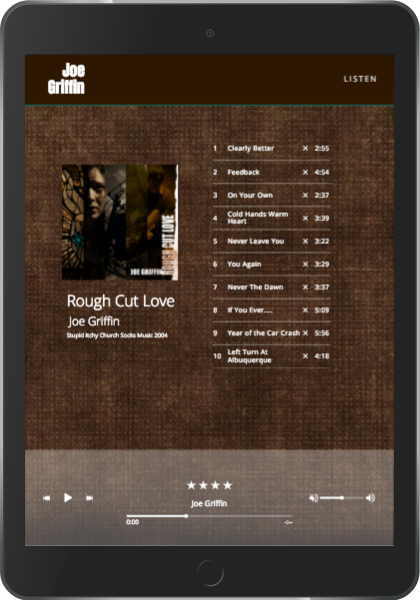 Joe
Griffin
LISTEN
1 Clearly Better ✕ 2:55
2 Feedback ✕ 4:54
3 On Your Own ✕ 2:37
4 Cold Hands Warm
Heart ✕ 3:39
5 Never Leave You ✕ 3:22
6 You Again ✕ 3:29
7 Never The Dawn ✕ 3:37
8 If You Ever.... ✕ 5:09
9 Year of the Car Crash ✕ 5:56
10 Left Turn At
Albuquerque ✕ 4:18
ROUGH CUT LOVE
JOE GRIFFIN
Rough Cut Love
Joe Griffin
Stupid Itchy Church Socks Music 2004
★★★★
Joe Griffin
0:00
-:--